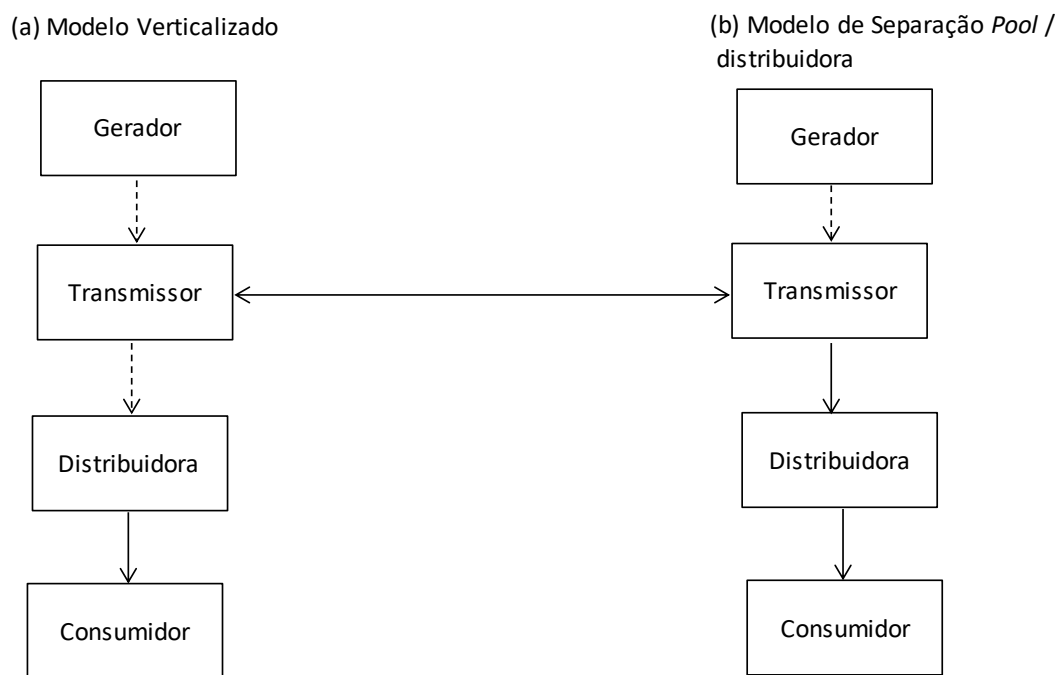 (a) Modelo Verticalizado
Gerador
Transmissor
Distribuidora
Consumidor
(b) Modelo de Separação Pool /
distribuidora
Gerador
Transmissor
Distribuidora
Consumidor